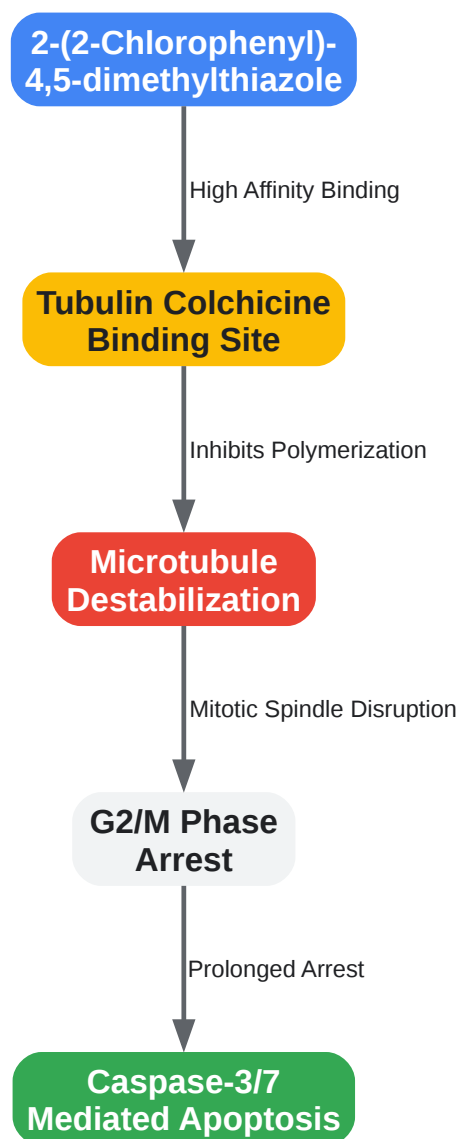 2-(2-Chlorophenyl)-
4,5-dimethylthiazole
High Affinity Binding
Tubulin Colchicine
Binding Site
Inhibits Polymerization
Microtubule
Destabilization
Mitotic Spindle Disruption
G2/M Phase
Arrest
Prolonged Arrest
Caspase-3/7
Mediated Apoptosis